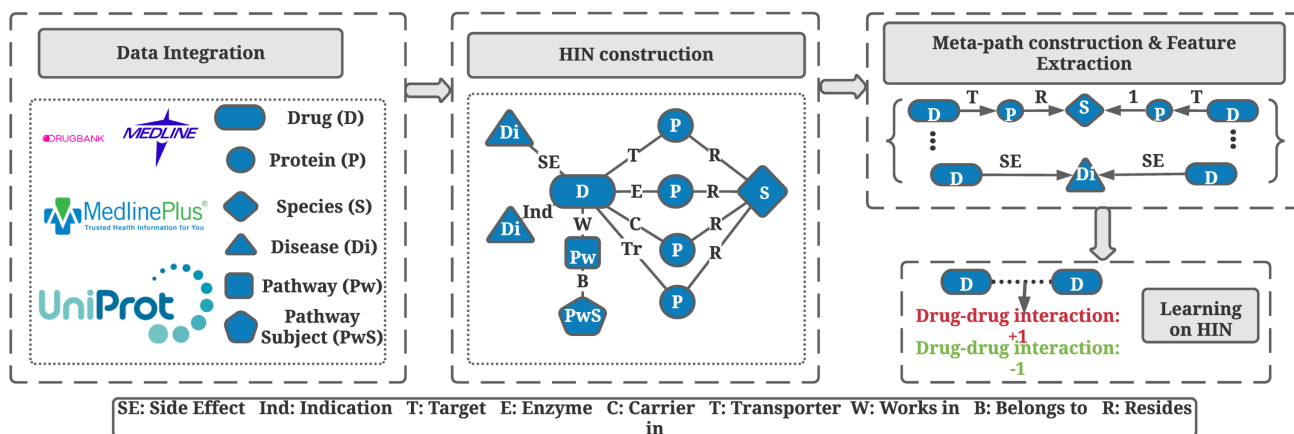 Data Integration
DRUGBANK
MEDLINE
MedlinePlus®
Trusted Health Information for You
UniProt
Drug (D)
Protein (P)
Species (S)
Disease (Di)
Pathway (Pw)
Pathway
Subject (PwS)
HIN construction
Di
SE
D
Ind
Di
W
Pw
B
PwS
T
E
C
Tr
P
P
P
P
R
R
R
R
S
Meta-path construction & Feature
Extraction
D T P R S 1 P T D
D SE Di SE D
D D
Drug-drug interaction:
+1
Drug-drug interaction:
-1
Learning
on HIN
SE: Side Effect Ind: Indication T: Target E: Enzyme C: Carrier T: Transporter W: Works in B: Belongs to R: Resides
in